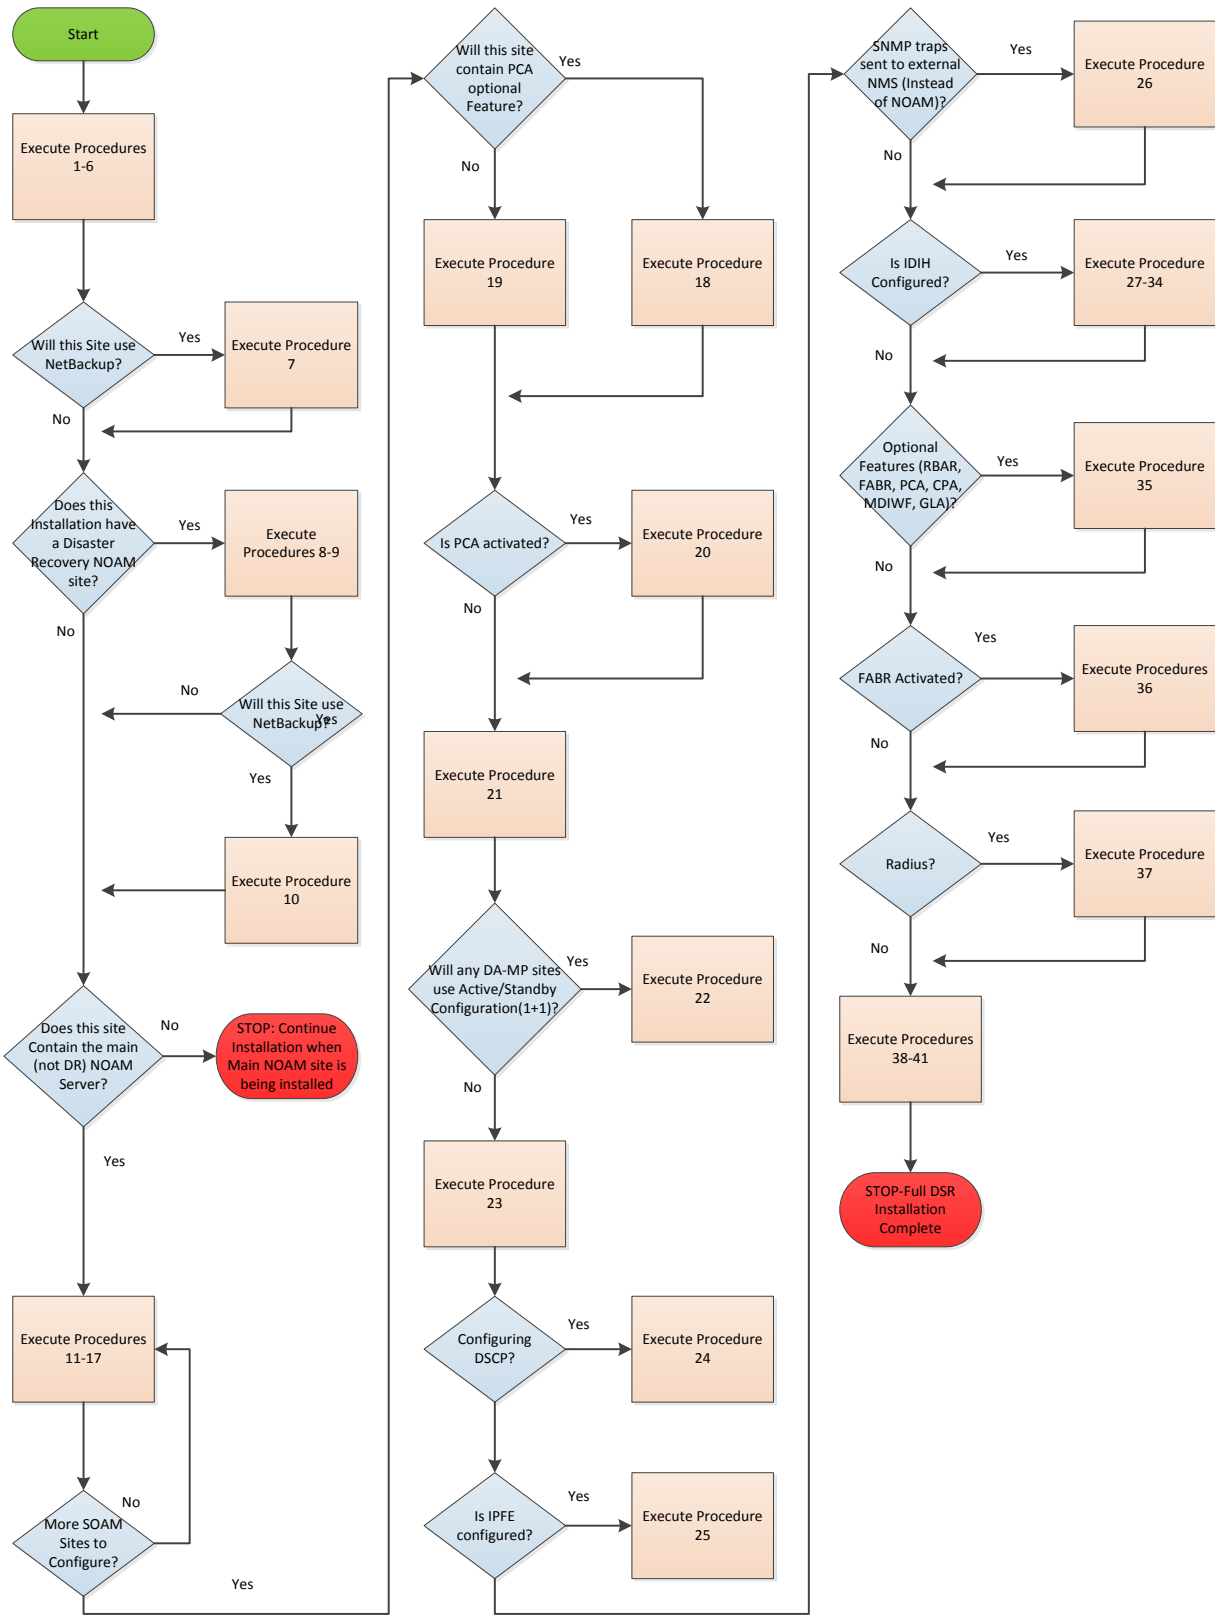 Start
Execute Procedures
1-6
Will this Site use
NetBackup?
Yes
Execute Procedure
7
No
Does this
Installation have
a Disaster
Recovery NOAM
site?
Yes
Execute
Procedures 8-9
No
No
Will this Site use
NetBackup?
Yes
Yes
Execute Procedure
10
Does this site
Contain the main
(not DR) NOAM
Server?
No
STOP: Continue
Installation when
Main NOAM site is
being installed
Yes
Execute Procedures
11-17
No
More SOAM
Sites to
Configure?
Yes
Will this site
contain PCA
optional
Feature?
Yes
No
Execute Procedure
19
Execute Procedure
18
Is PCA activated?
Yes
Execute Procedure
20
No
Execute Procedure
21
Will any DA-MP sites
use Active/Standby
Configuration(1+1)?
Yes
Execute Procedure
22
No
Execute Procedure
23
Configuring
DSCP?
Yes
Execute Procedure
24
Is IPFE
configured?
Yes
Execute Procedure
25
SNMP traps
sent to external
NMS (Instead
of NOAM)?
Yes
Execute Procedure
26
No
Is IDIH
Configured?
Yes
Execute Procedures
27-34
No
Optional
Features (RBAR,
FABR, PCA, CPA,
MDIWF, GLA)?
Yes
Execute Procedure
35
No
FABR Activated?
Yes
Execute Procedures
36
No
Radius?
Yes
Execute Procedure
37
No
Execute Procedures
38-41
STOP-Full DSR
Installation
Complete